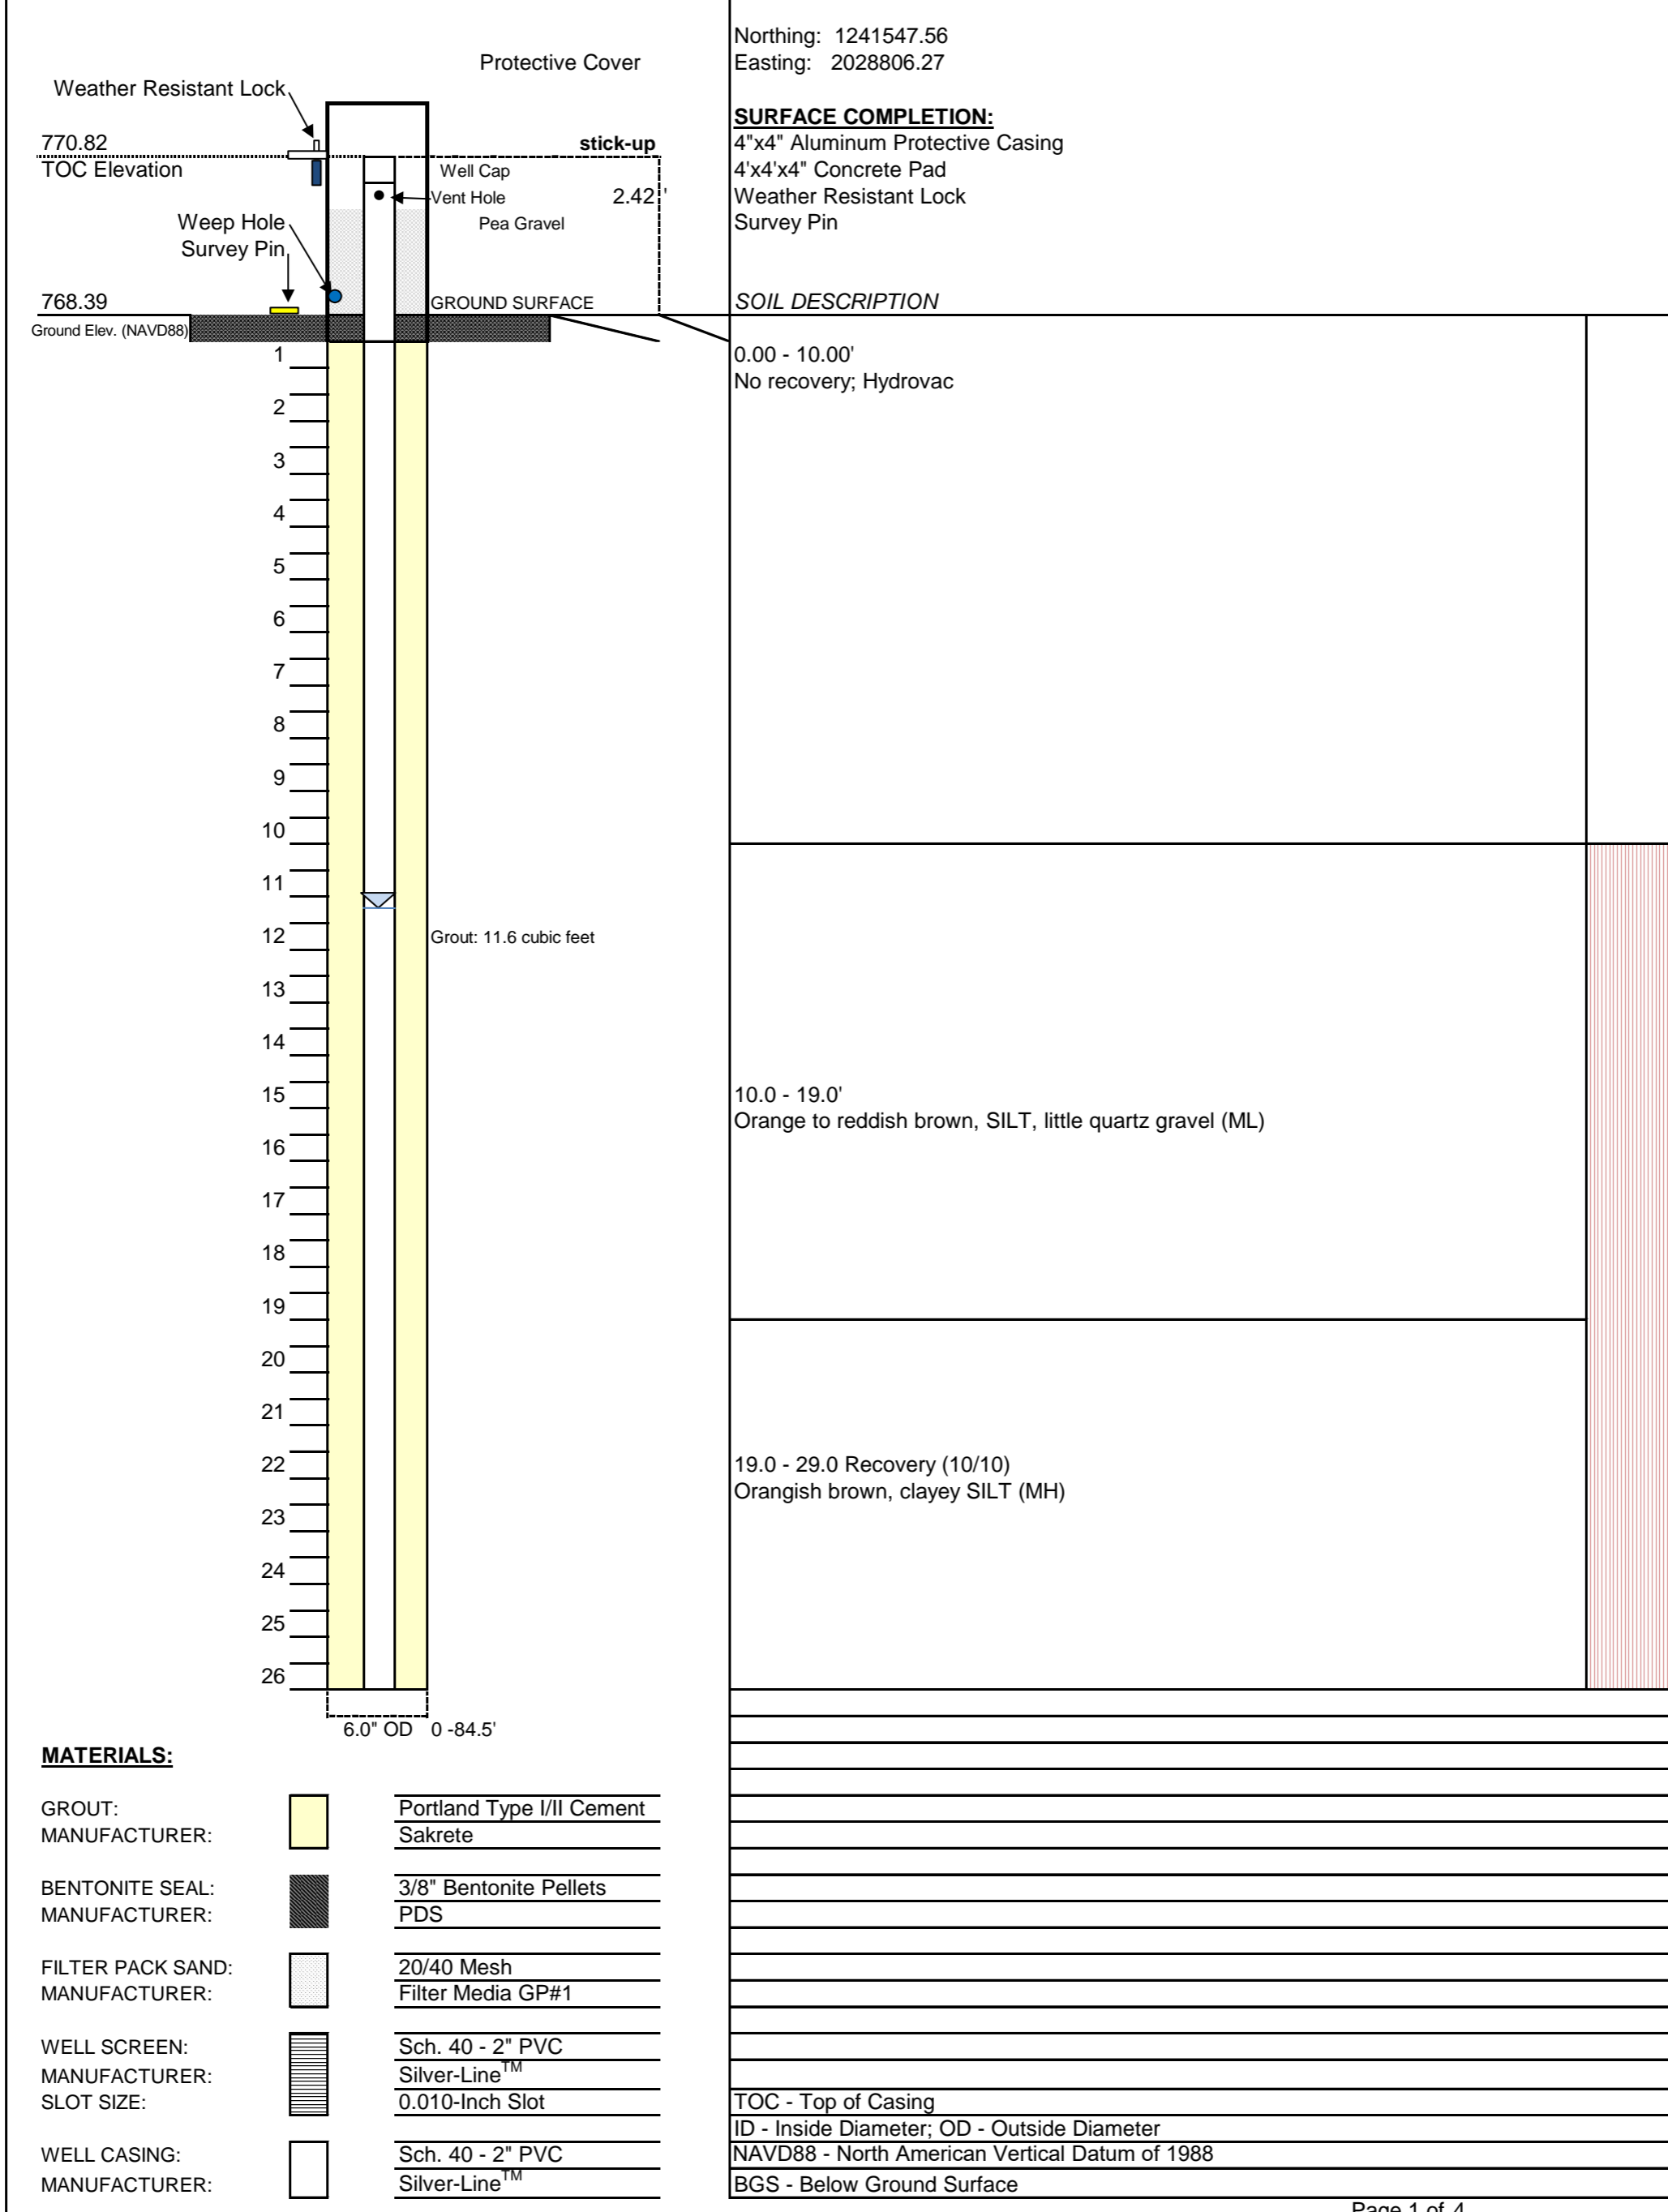 Northing: 1241547.56
Protective Cover
Easting: 2028806.27
Weather Resistant Lock
SURFACE COMPLETION:
770.82
stick-up
4"x4" Aluminum Protective Casing
TOC Elevation
Well Cap
4'x4'x4" Concrete Pad
Vent Hole
2.42 '
Weather Resistant Lock
Weep Hole
Pea Gravel
Survey Pin
Survey Pin
768.39
GROUND SURFACE
SOIL DESCRIPTION
Ground Elev. (NAVD88)
1
0.00 - 10.00'
No recovery; Hydrovac
2
3
4
5
6
7
8
9
10
11
12
Grout: 11.6 cubic feet
13
14
15
10.0 - 19.0'
Orange to reddish brown, SILT, little quartz gravel (ML)
16
17
18
19
20
21
22
19.0 - 29.0 Recovery (10/10)
Orangish brown, clayey SILT (MH)
23
24
25
26
6.0" OD 0 -84.5'
MATERIALS:
GROUT: Portland Type I/II Cement
MANUFACTURER: Sakrete
BENTONITE SEAL: 3/8" Bentonite Pellets
MANUFACTURER: PDS
FILTER PACK SAND: 20/40 Mesh
MANUFACTURER: Filter Media GP#1
WELL SCREEN: Sch. 40 - 2" PVC
MANUFACTURER: Silver-Line™
SLOT SIZE: 0.010-Inch Slot
TOC - Top of Casing
ID - Inside Diameter; OD - Outside Diameter
WELL CASING: Sch. 40 - 2" PVC
NAVD88 - North American Vertical Datum of 1988
MANUFACTURER: Silver-Line™
BGS - Below Ground Surface
Page 1 of 4